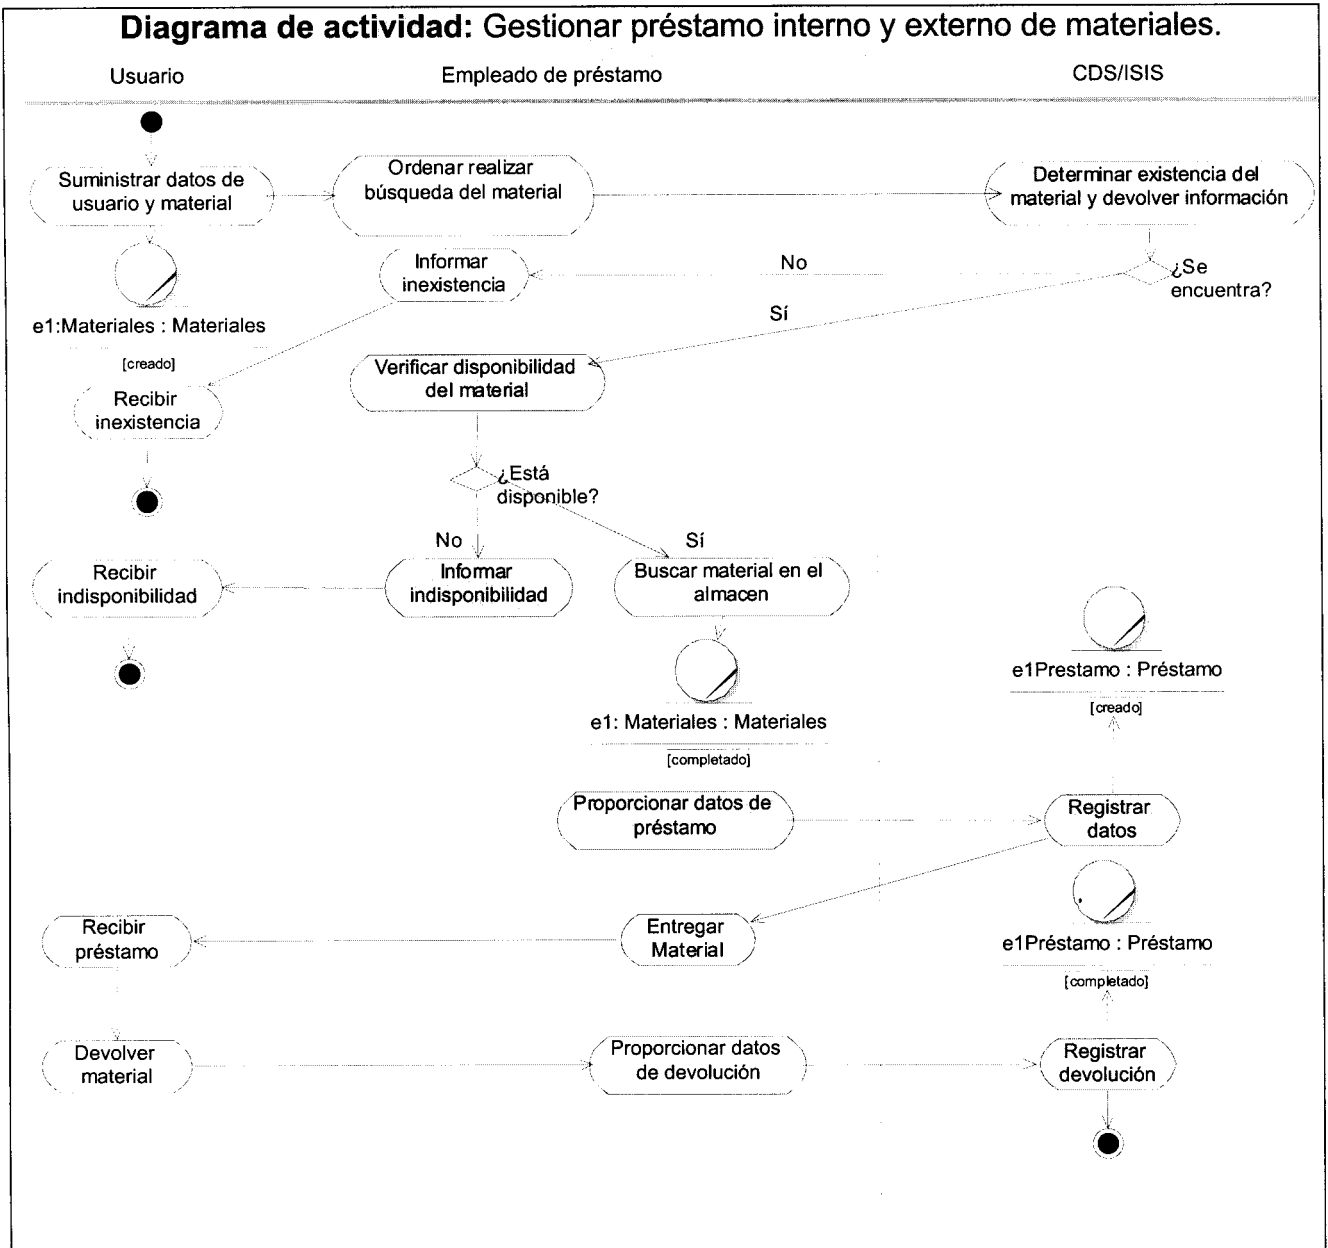 Diagrama de actividad: Gestionar préstamo interno y externo de materiales.
Usuario
Empleado de préstamo
CDS/ISIS
Suministrar datos de
usuario y material
Ordenar realizar
búsqueda del material
Determinar existencia del
material y devolver información
Informar
inexistencia
No
¿Se
encuentra?
e1:Materiales : Materiales
[creado]
Sí
Verificar disponibilidad
del material
Recibir
inexistencia
¿Está
disponible?
No
Sí
Recibir
indisponibilidad
Informar
indisponibilidad
Buscar material en el
almacen
e1Prestamo : Préstamo
[creado]
e1: Materiales : Materiales
[completado]
Proporcionar datos de
préstamo
Registrar
datos
Recibir
préstamo
Entregar
Material
e1Préstamo : Préstamo
[completado]
Devolver
material
Proporcionar datos
de devolución
Registrar
devolución